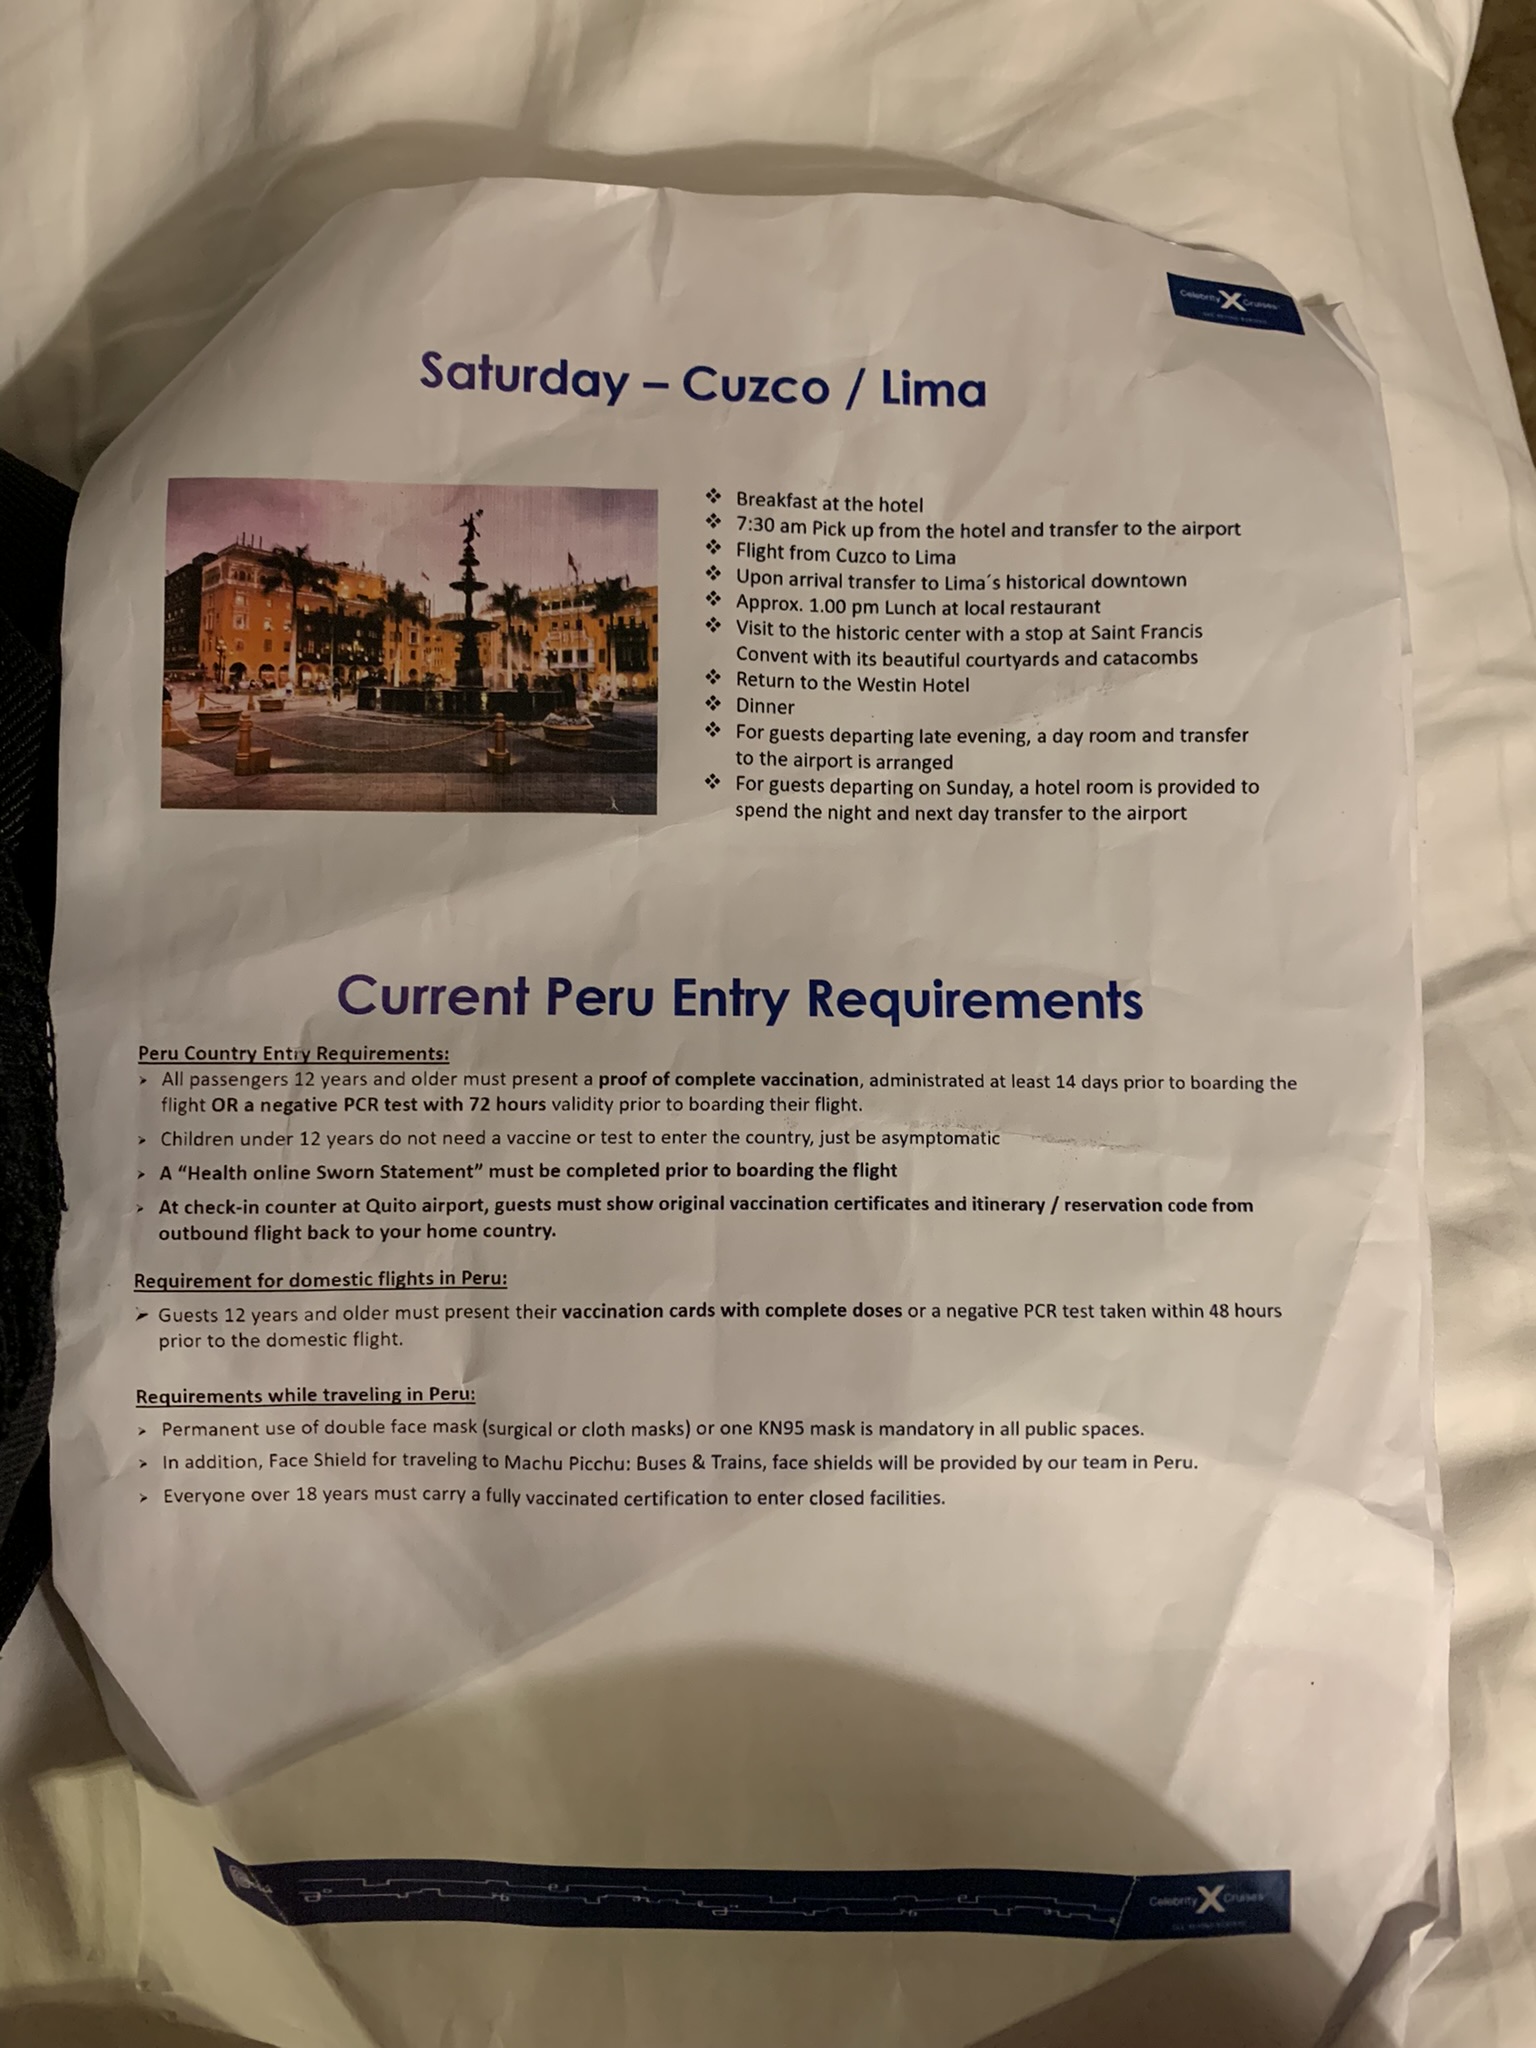 Celebrity X Cruises
Saturday – Cuzco / Lima
❖ Breakfast at the hotel
❖ 7:30 am Pick up from the hotel and transfer to the airport
❖ Flight from Cuzco to Lima
❖ Upon arrival transfer to Lima´s historical downtown
❖ Approx. 1.00 pm Lunch at local restaurant
❖ Visit to the historic center with a stop at Saint Francis
Convent with its beautiful courtyards and catacombs
❖ Return to the Westin Hotel
❖ Dinner
❖ For guests departing late evening, a day room and transfer
to the airport is arranged
❖ For guests departing on Sunday, a hotel room is provided to
spend the night and next day transfer to the airport
Current Peru Entry Requirements
Peru Country Entry Requirements:
➢ All passengers 12 years and older must present a proof of complete vaccination, administrated at least 14 days prior to boarding the
flight OR a negative PCR test with 72 hours validity prior to boarding their flight.
➢ Children under 12 years do not need a vaccine or test to enter the country, just be asymptomatic
➢ A “Health online Sworn Statement” must be completed prior to boarding the flight
➢ At check-in counter at Quito airport, guests must show original vaccination certificates and itinerary / reservation code from
outbound flight back to your home country.
Requirement for domestic flights in Peru:
➢ Guests 12 years and older must present their vaccination cards with complete doses or a negative PCR test taken within 48 hours
prior to the domestic flight.
Requirements while traveling in Peru:
➢ Permanent use of double face mask (surgical or cloth masks) or one KN95 mask is mandatory in all public spaces.
➢ In addition, Face Shield for traveling to Machu Picchu: Buses & Trains, face shields will be provided by our team in Peru.
➢ Everyone over 18 years must carry a fully vaccinated certification to enter closed facilities.
Celebrity X Cruises